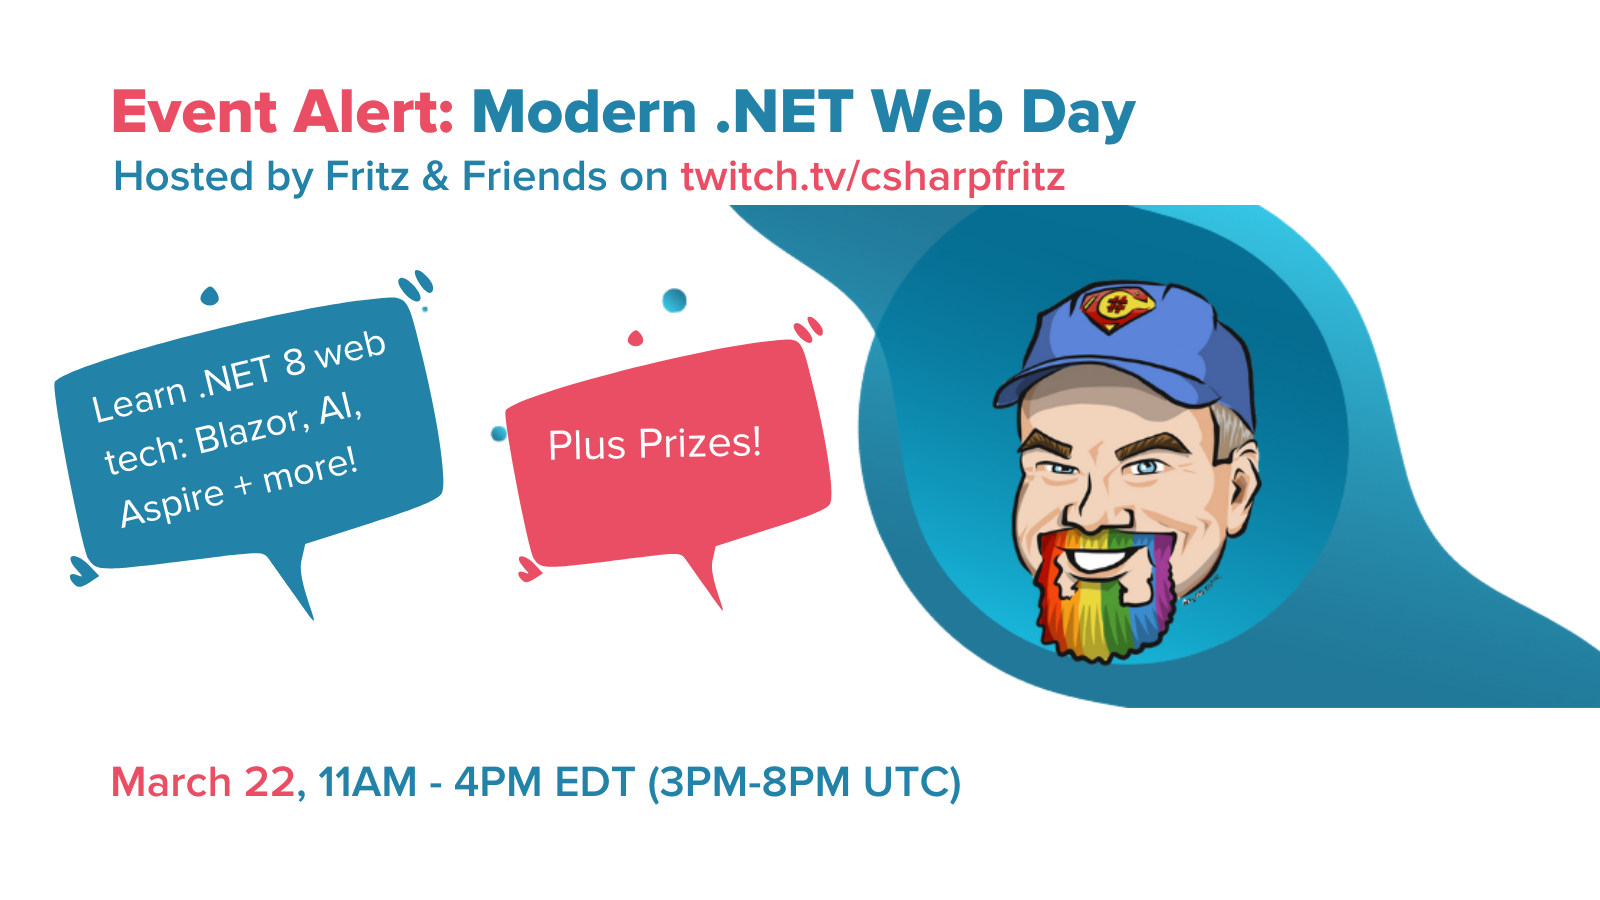 Event Alert: Modern .NET Web Day
Hosted by Fritz & Friends on twitch.tv/csharpfritz
Learn .NET 8 web
tech: Blazor, AI,
Aspire + more!
Plus Prizes!
#
March 22, 11AM - 4PM EDT (3PM-8PM UTC)